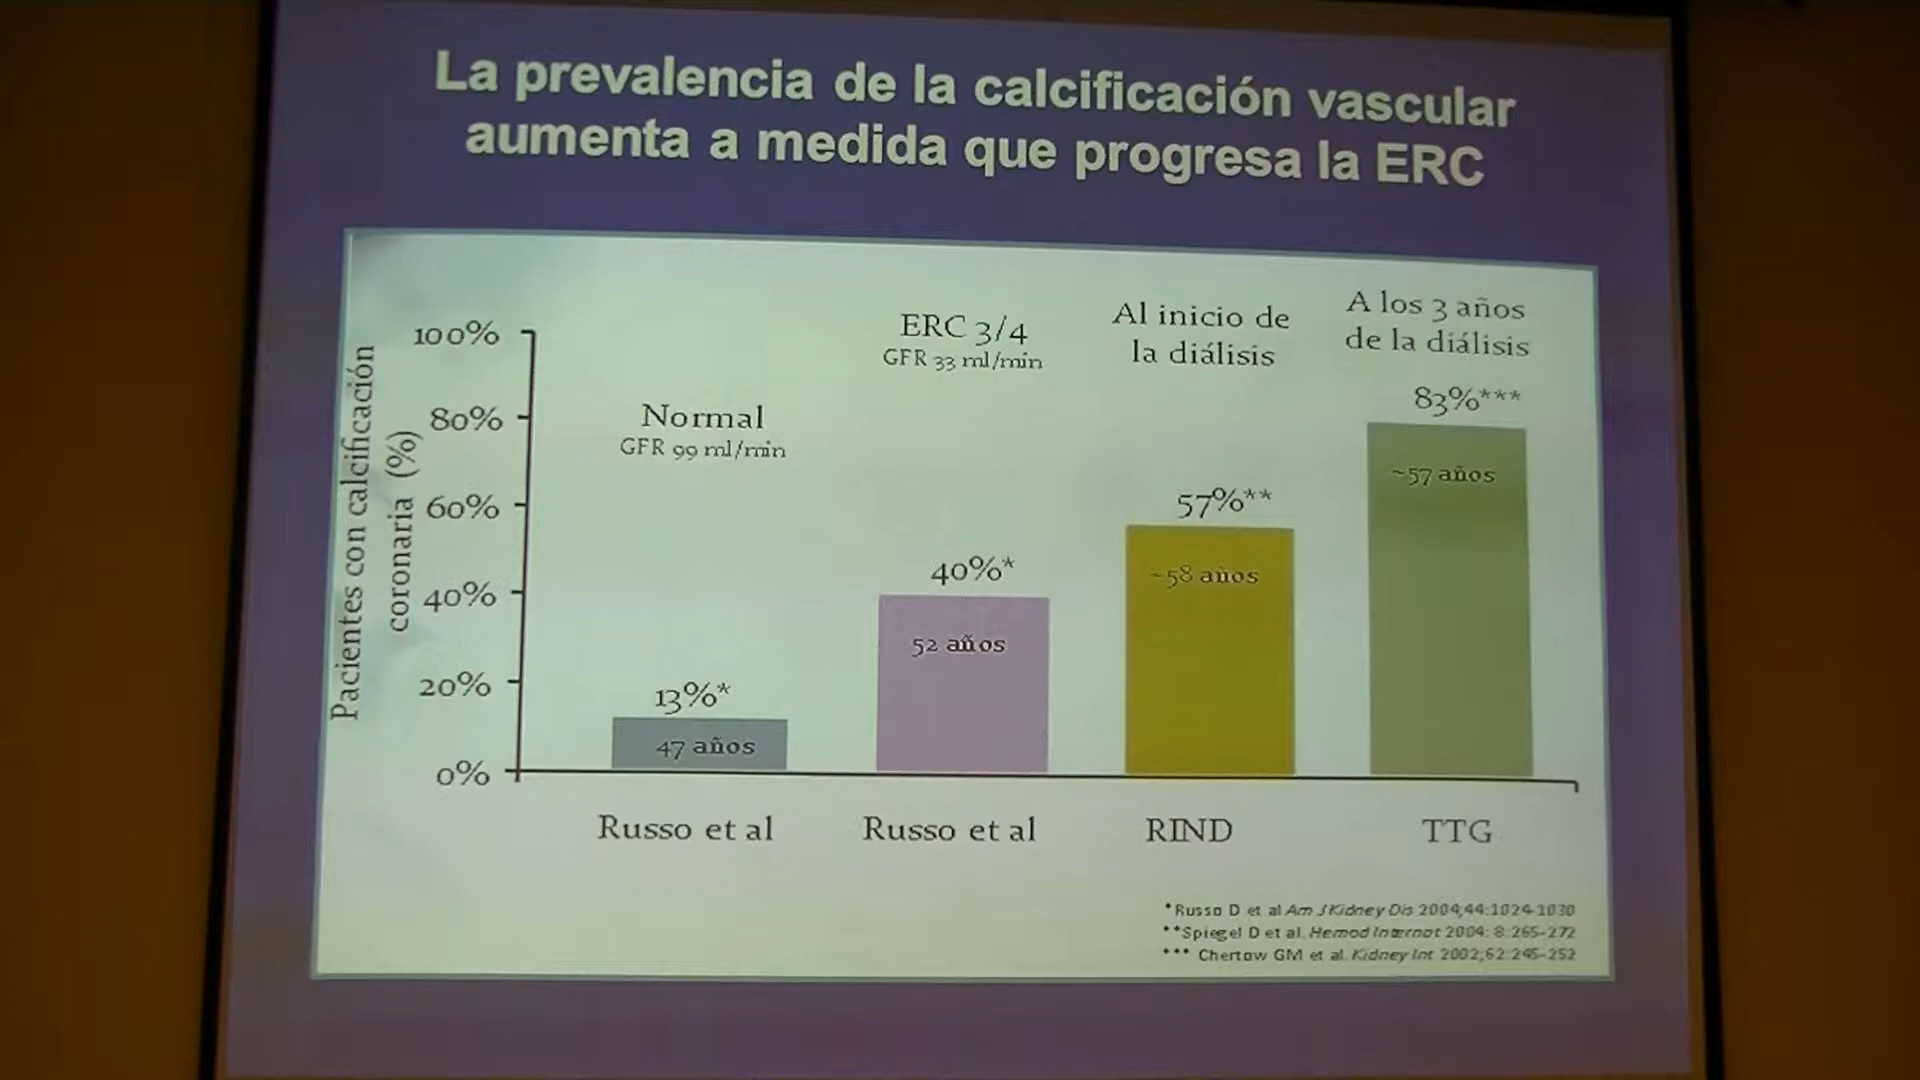 La prevalencia de la calcificación vascular
aumenta a medida que progresa la ERC
Pacientes con calcificación
coronaria (%)
100%
80%
60%
40%
20%
0%
Normal
GFR 99 ml/min
13%*
47 años
Russo et al
ERC 3/4
GFR 33 ml/min
40%*
52 años
Russo et al
Al inicio de
la diálisis
57%**
~58 años
RIND
A los 3 años
de la diálisis
83%***
~57 años
TTG
*Russo D et al Am J Kidney Dis 2004;44:1024-1030
**Spiegel D et al. Hemod Internat 2004; 8:265-272
*** Chertow GM et al. Kidney Int 2002;62:245-252